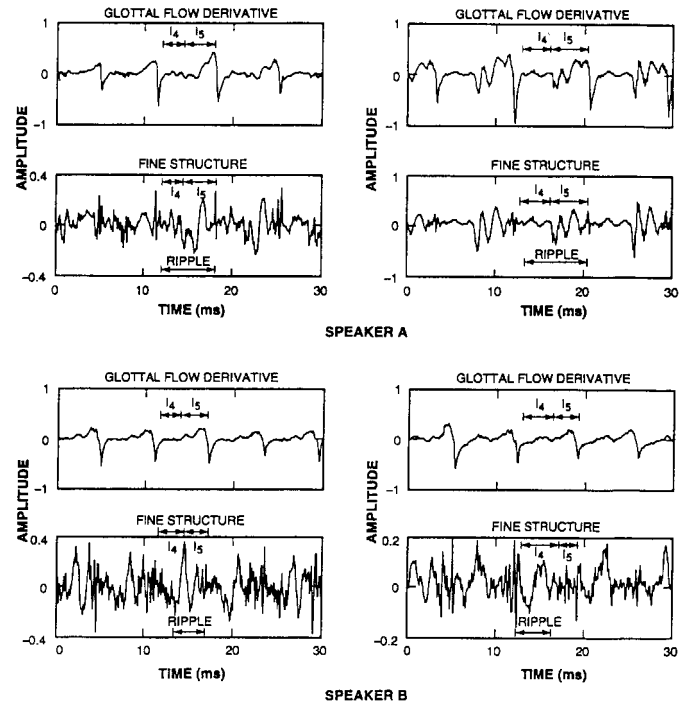 GLOTTAL FLOW DERIVATIVE
1
0
−1
I4 I5
FINE STRUCTURE
0.4
0
−0.4
I4 I5
RIPPLE
0 10 20 30
TIME (ms)
AMPLITUDE
GLOTTAL FLOW DERIVATIVE
1
0
−1
I4 I5
FINE STRUCTURE
1
0
−1
I4 I5
RIPPLE
0 10 20 30
TIME (ms)
AMPLITUDE
SPEAKER A
GLOTTAL FLOW DERIVATIVE
1
0
−1
I4 I5
FINE STRUCTURE
0.4
0
−0.4
I4 I5
RIPPLE
0 10 20 30
TIME (ms)
AMPLITUDE
GLOTTAL FLOW DERIVATIVE
1
0
−1
I4 I5
FINE STRUCTURE
0.2
0
−0.2
I4 I5
RIPPLE
0 10 20 30
TIME (ms)
AMPLITUDE
SPEAKER B